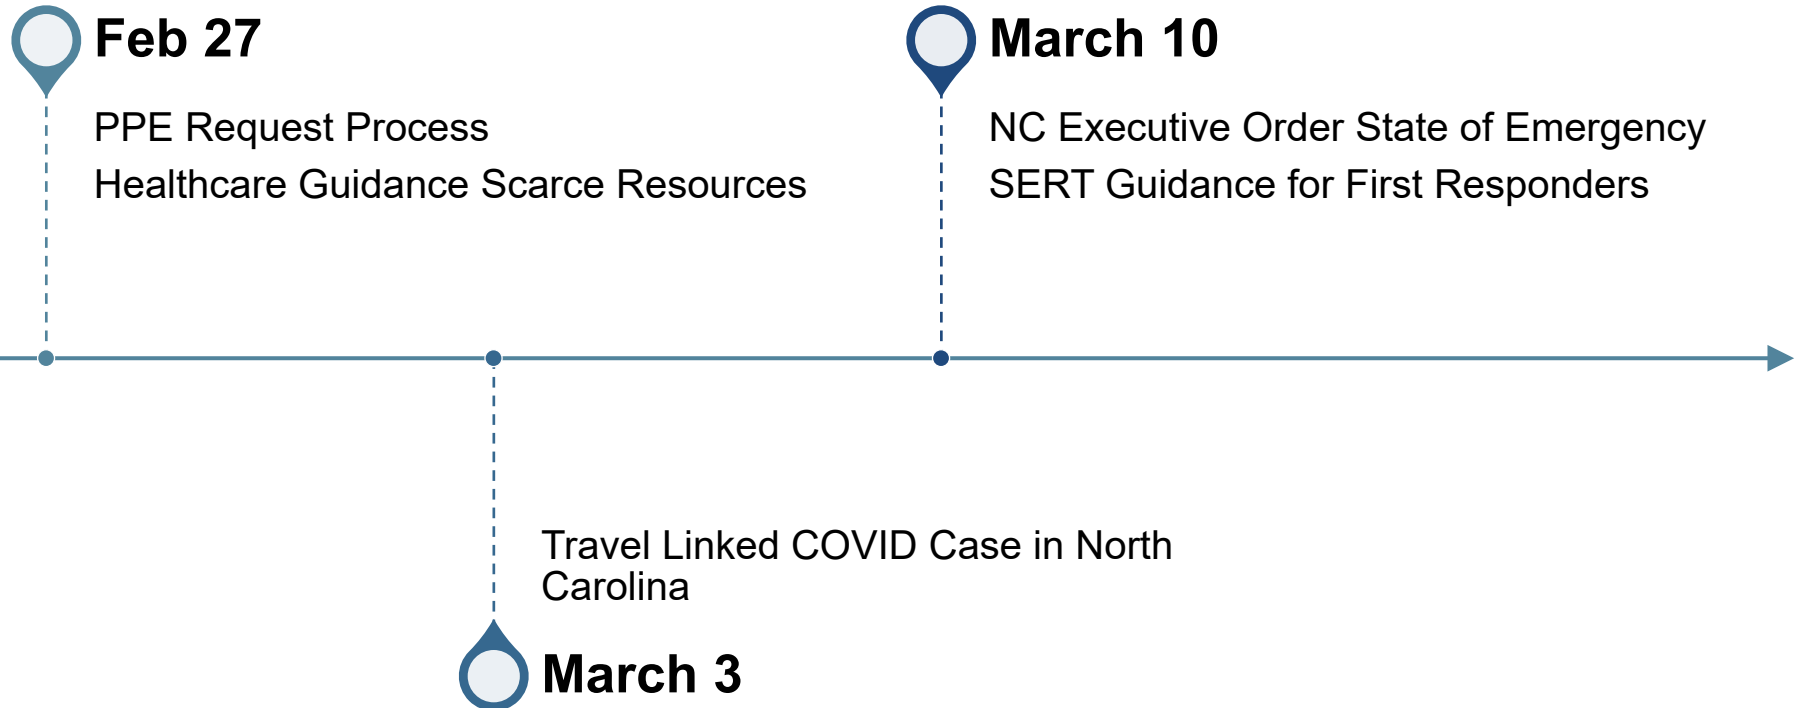 Feb 27
PPE Request Process
Healthcare Guidance Scarce Resources
March 10
NC Executive Order State of Emergency
SERT Guidance for First Responders
Travel Linked COVID Case in North
Carolina
March 3